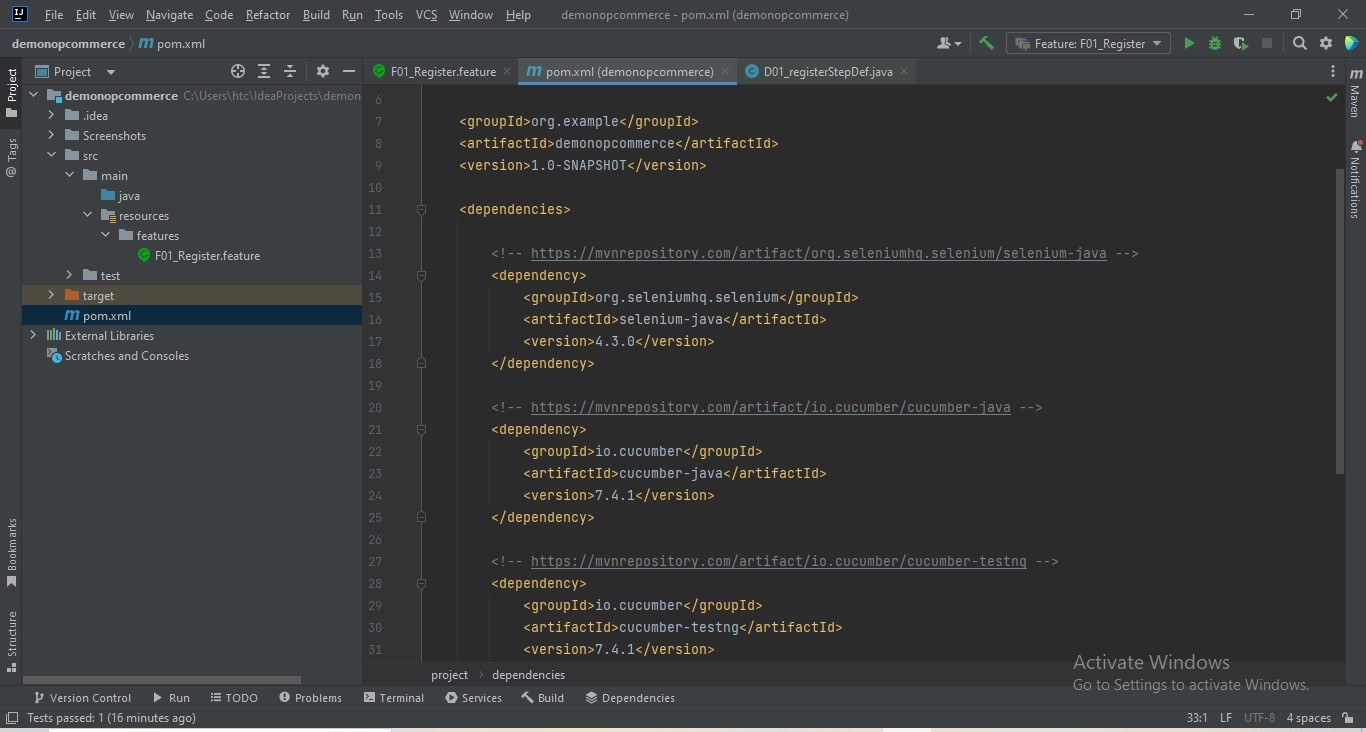 File Edit View Navigate Code Refactor Build Run Tools VCS Window Help demonopcommerce - pom.xml (demonopcommerce)
demonopcommerce pom.xml Feature: F01_Register
Project
Tags
Bookmarks
Structure
Project
demonopcommerce C:\Users\htc\IdeaProjects\demon
.idea
Screenshots
src
main
java
resources
features
F01_Register.feature
test
target
pom.xml
External Libraries
Scratches and Consoles
F01_Register.feature pom.xml (demonopcommerce) D01_registerStepDef.java
6
7 <groupId>org.example</groupId>
8 <artifactId>demonopcommerce</artifactId>
9 <version>1.0-SNAPSHOT</version>
10
11 <dependencies>
12
13 <!-- https://mvnrepository.com/artifact/org.seleniumhq.selenium/selenium-java -->
14 <dependency>
15 <groupId>org.seleniumhq.selenium</groupId>
16 <artifactId>selenium-java</artifactId>
17 <version>4.3.0</version>
18 </dependency>
19
20 <!-- https://mvnrepository.com/artifact/io.cucumber/cucumber-java -->
21 <dependency>
22 <groupId>io.cucumber</groupId>
23 <artifactId>cucumber-java</artifactId>
24 <version>7.4.1</version>
25 </dependency>
26
27 <!-- https://mvnrepository.com/artifact/io.cucumber/cucumber-testng -->
28 <dependency>
29 <groupId>io.cucumber</groupId>
30 <artifactId>cucumber-testng</artifactId>
31 <version>7.4.1</version>
Maven
Notifications
Activate Windows
Go to Settings to activate Windows.
project dependencies
Version Control Run TODO Problems Terminal Services Build Dependencies
Tests passed: 1 (16 minutes ago) 33:1 LF UTF-8 4 spaces